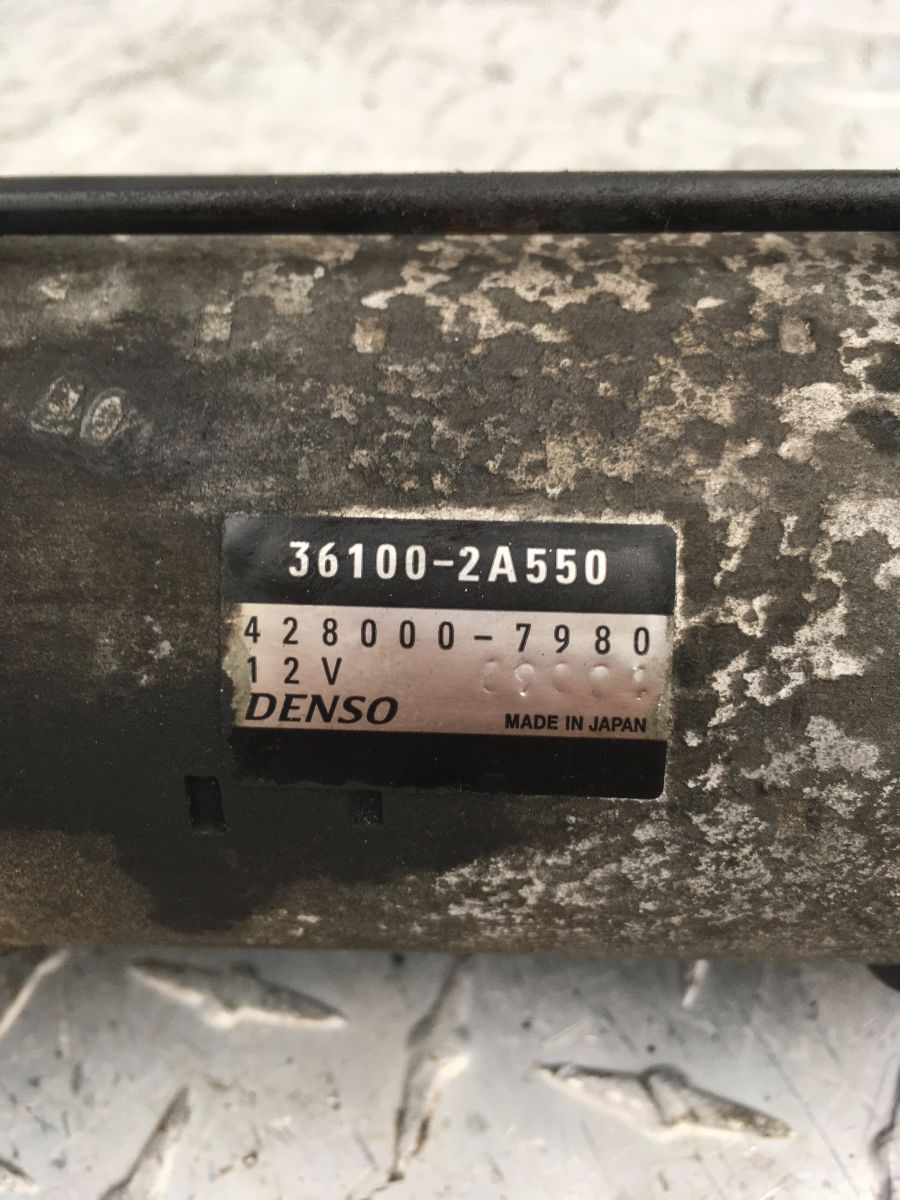 36100-2A550
428000-7980
12V
DENSO MADE IN JAPAN